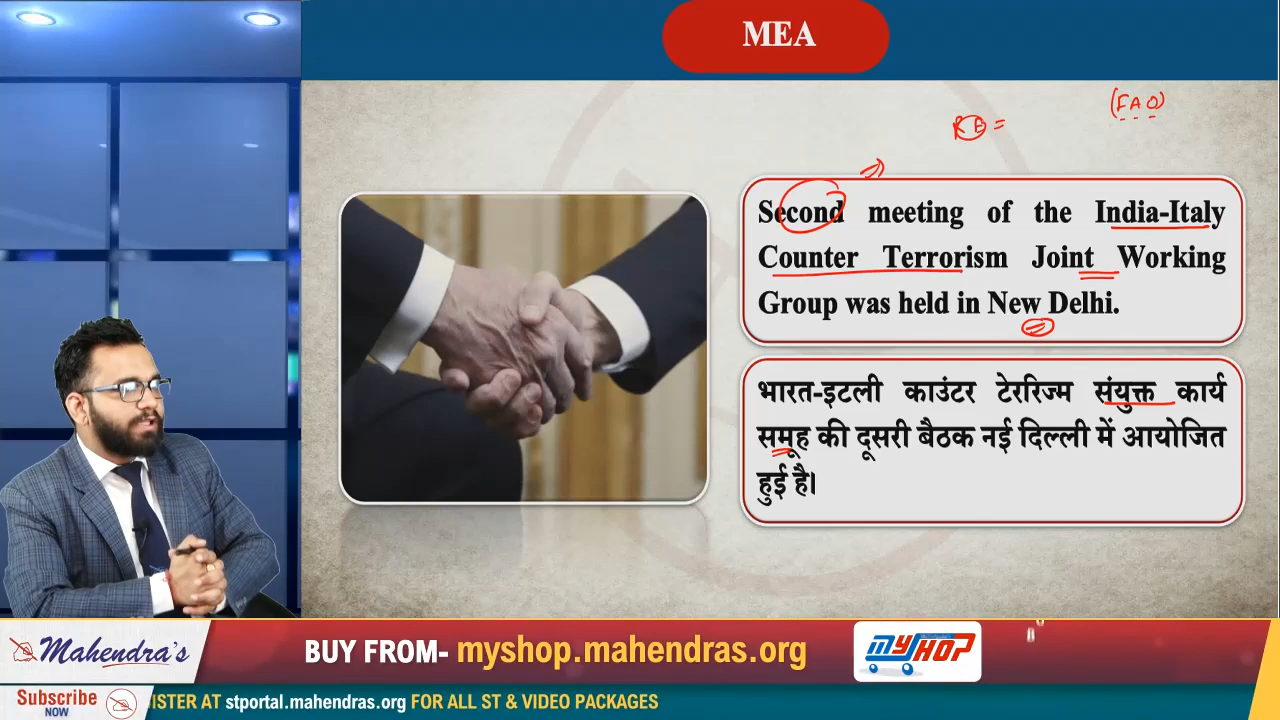 MEA
(FAO)
RB =
Second meeting of the India-Italy
Counter Terrorism Joint Working
Group was held in New Delhi.
भारत-इटली काउंटर टेररिज्म संयुक्त कार्य
समूह की दूसरी बैठक नई दिल्ली में आयोजित
हुई है।
Mahendra's
BUY FROM- myshop.mahendras.org
MY SHOP
Subscribe
NOW
ISTER AT stportal.mahendras.org FOR ALL ST & VIDEO PACKAGES